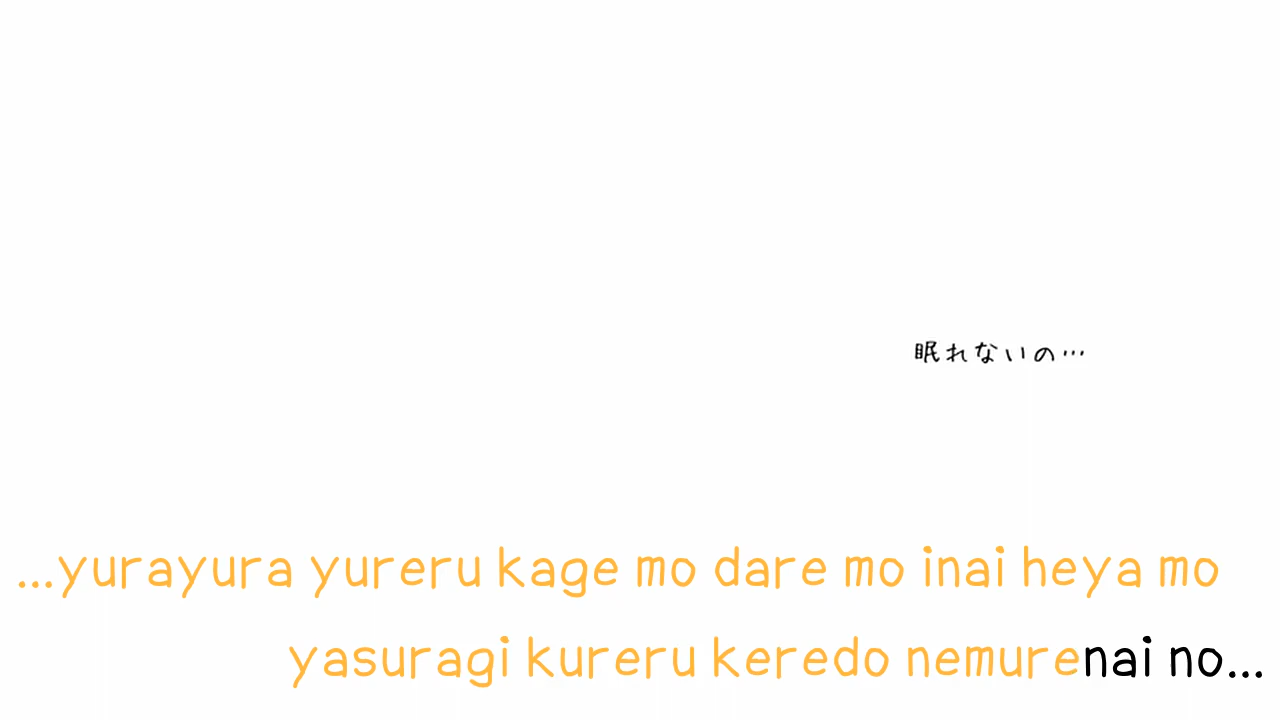 眠れないの…
...yurayura yureru kage mo dare mo inai heya mo
yasuragi kureru keredo nemurenai no...